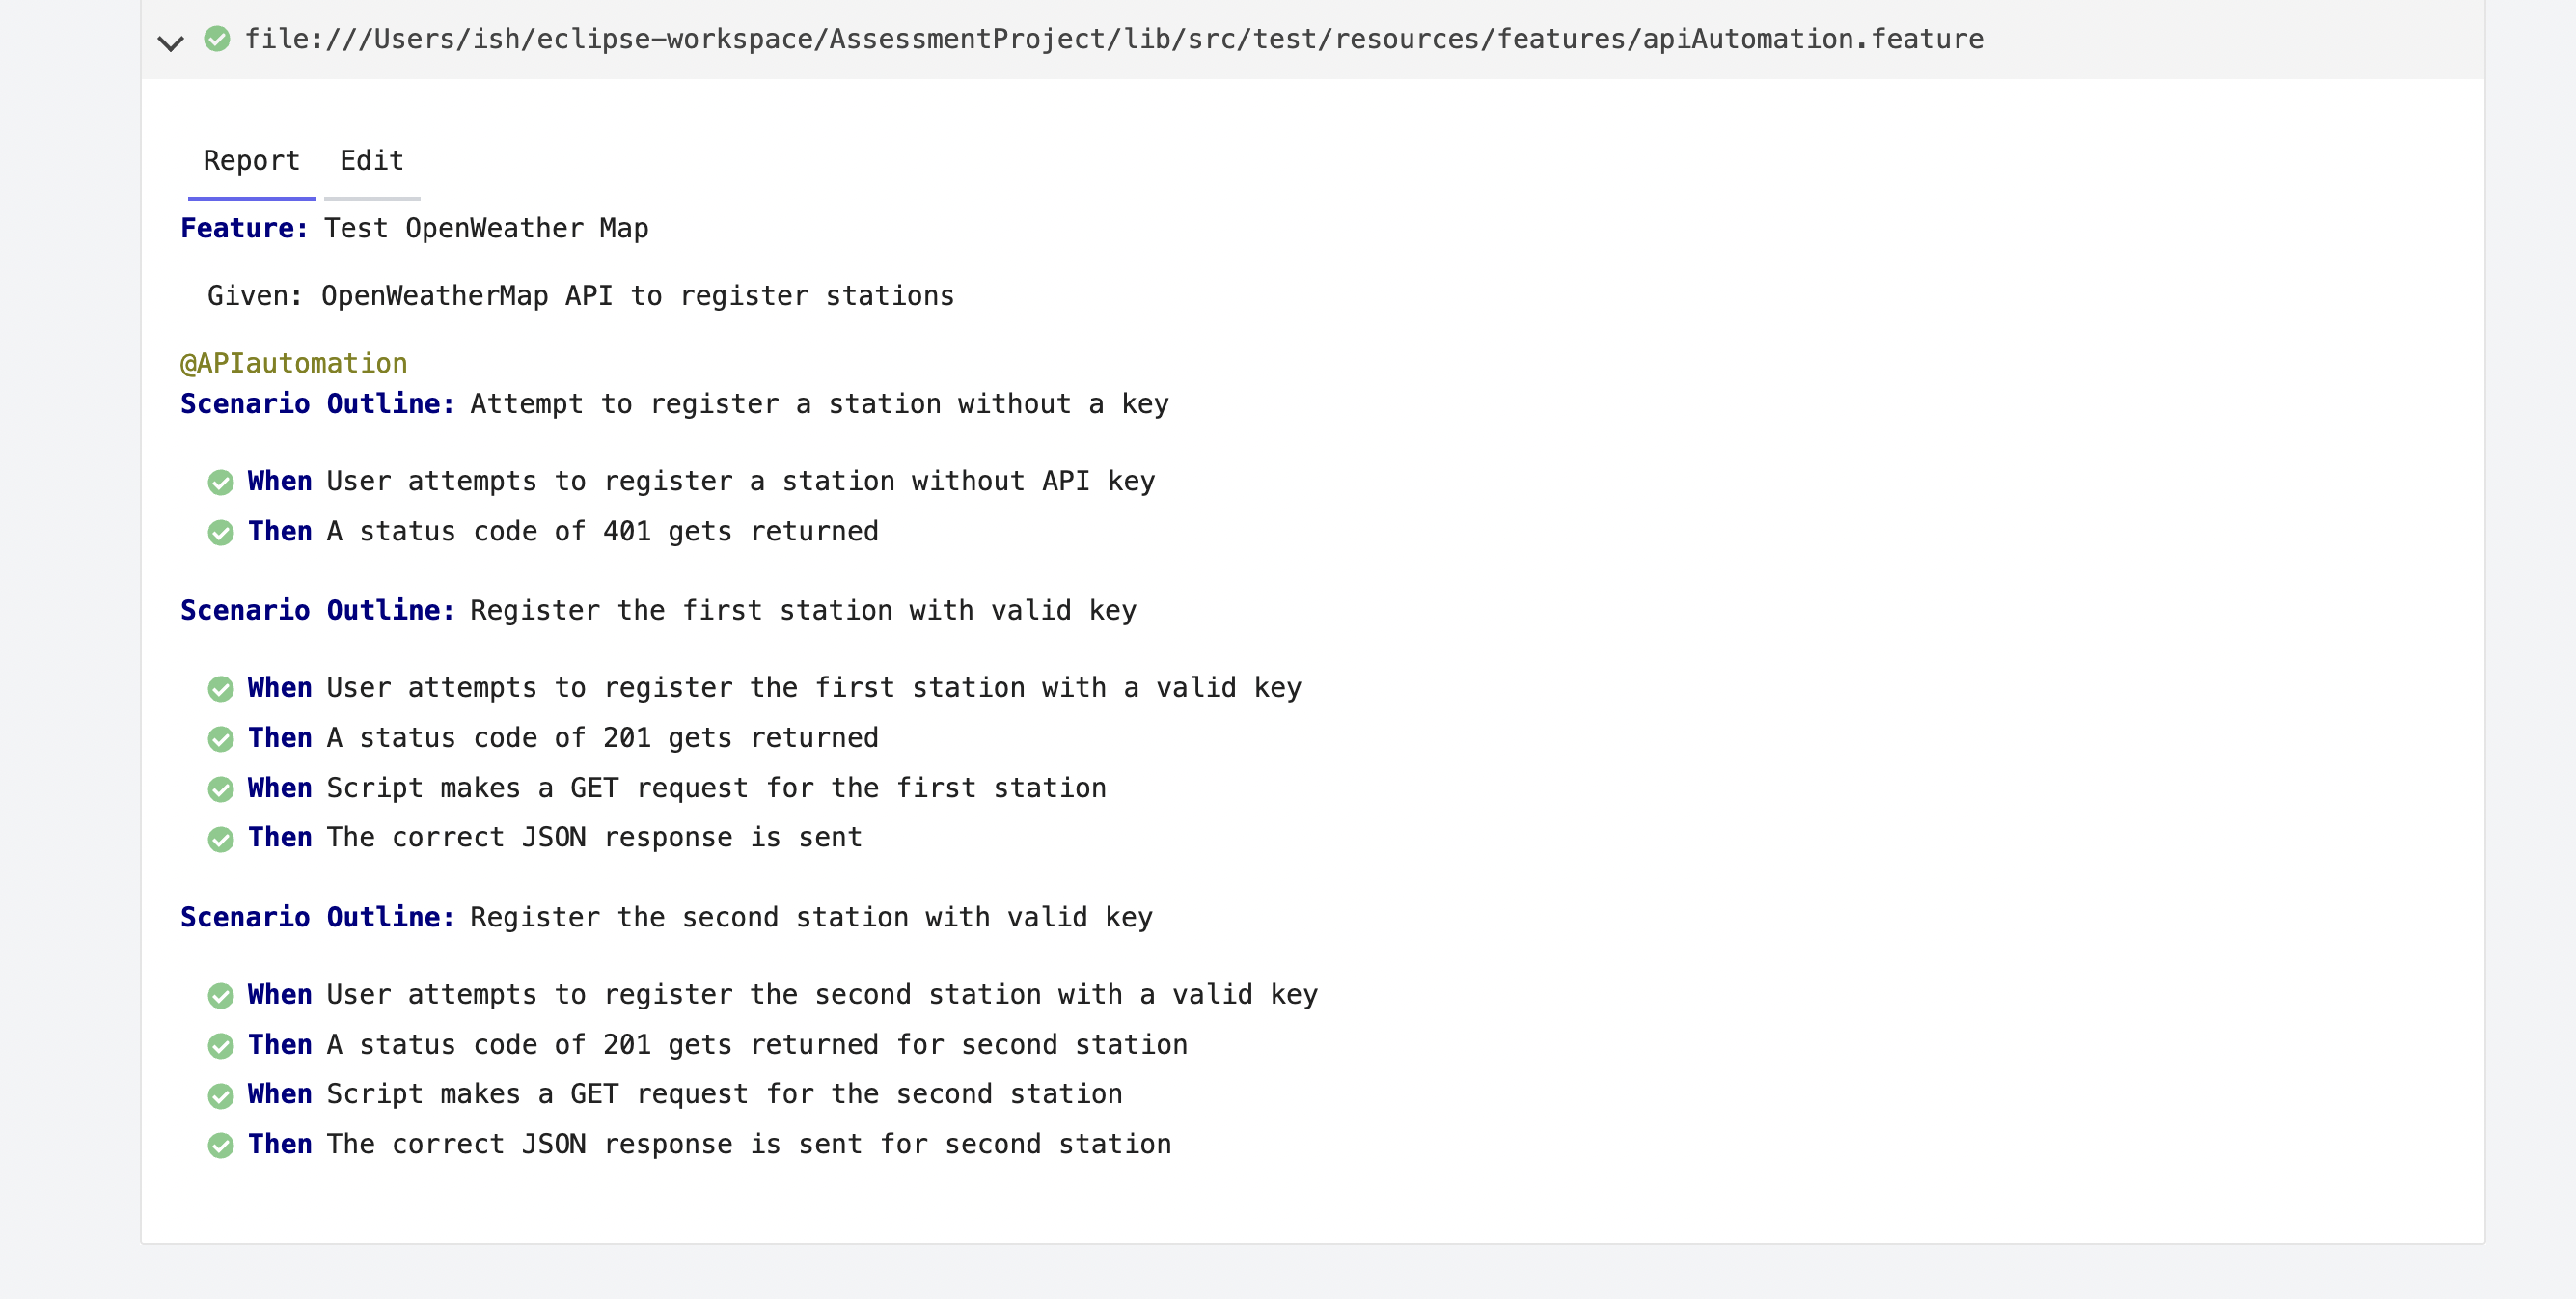 file:///Users/ish/eclipse-workspace/AssessmentProject/lib/src/test/resources/features/apiAutomation.feature
Report Edit
Feature: Test OpenWeather Map
Given: OpenWeatherMap API to register stations
@APIautomation
Scenario Outline: Attempt to register a station without a key
When User attempts to register a station without API key
Then A status code of 401 gets returned
Scenario Outline: Register the first station with valid key
When User attempts to register the first station with a valid key
Then A status code of 201 gets returned
When Script makes a GET request for the first station
Then The correct JSON response is sent
Scenario Outline: Register the second station with valid key
When User attempts to register the second station with a valid key
Then A status code of 201 gets returned for second station
When Script makes a GET request for the second station
Then The correct JSON response is sent for second station